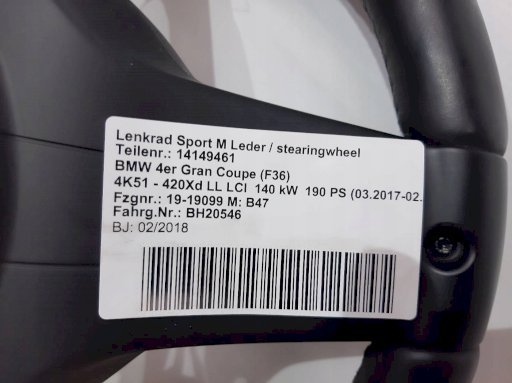 Lenkrad Sport M Leder / stearingwheel
Teilenr.: 14149461
BMW 4er Gran Coupe (F36)
4K51 - 420Xd LL LCI 140 kW 190 PS (03.2017-02.
Fzgnr.: 19-19099 M: B47
Fahrg.Nr.: BH20546
BJ: 02/2018